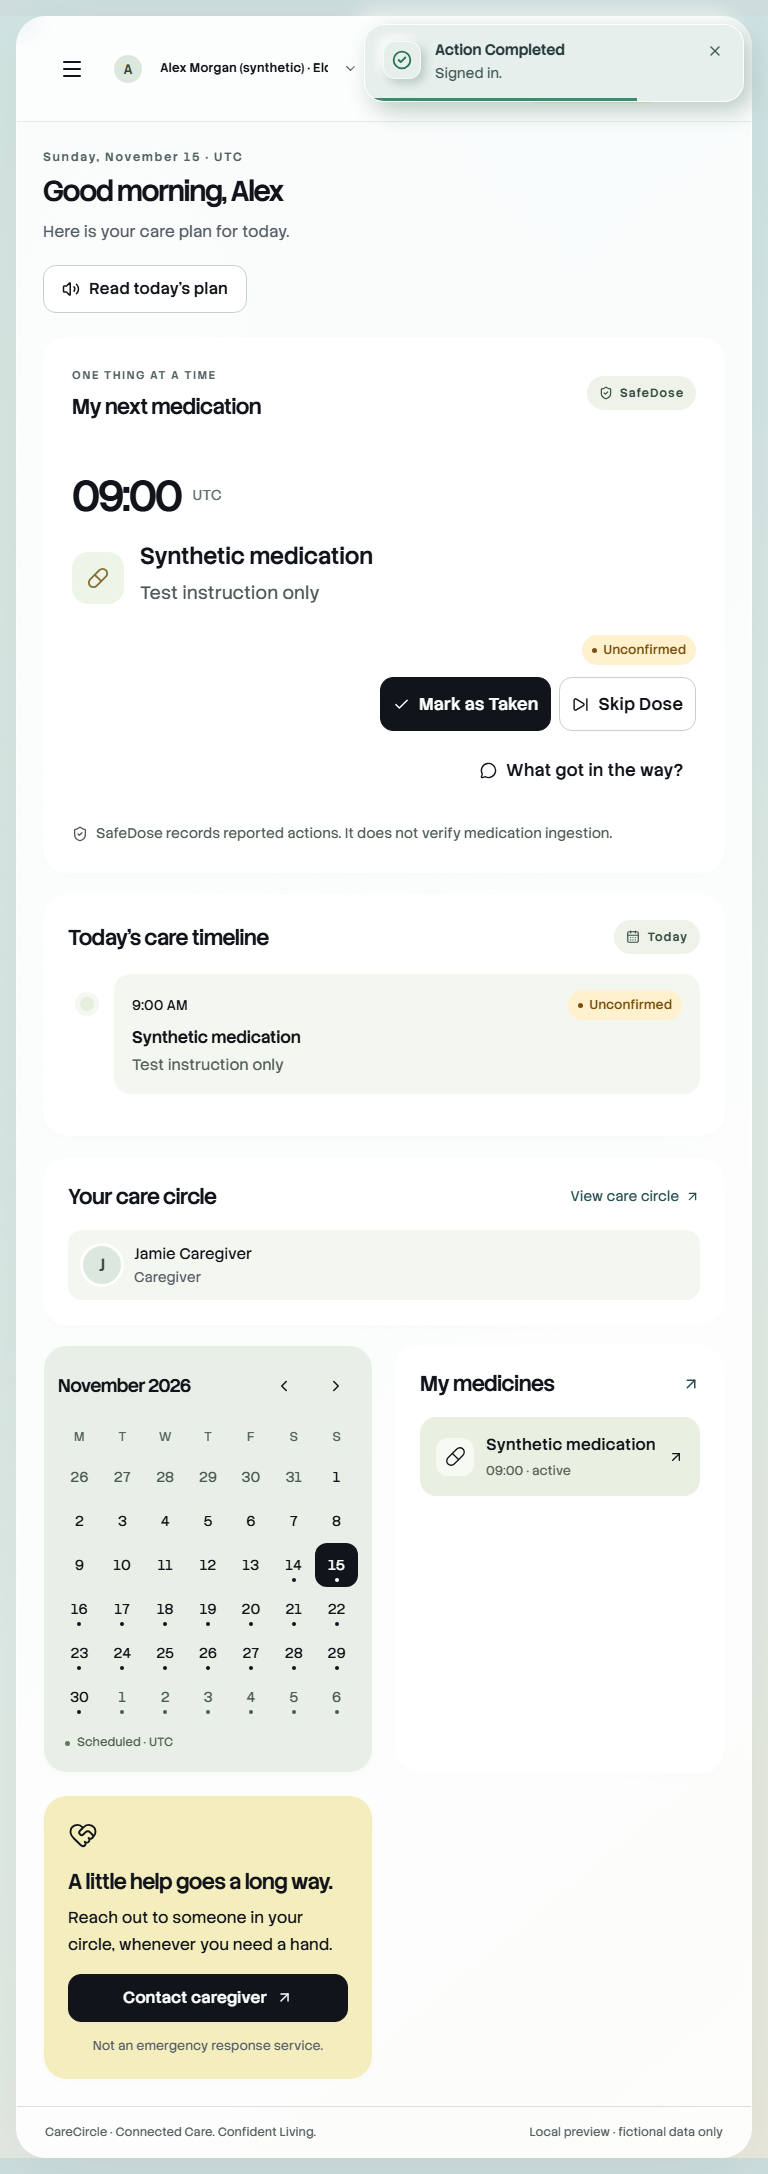 A
Alex Morgan (synthetic) · Eld
Action Completed
Signed in.
Sunday, November 15 · UTC
Good morning, Alex
Here is your care plan for today.
Read today's plan
ONE THING AT A TIME
My next medication
SafeDose
09:00 UTC
Synthetic medication
Test instruction only
Unconfirmed
Mark as Taken
Skip Dose
What got in the way?
SafeDose records reported actions. It does not verify medication ingestion.
Today's care timeline
Today
9:00 AM
Unconfirmed
Synthetic medication
Test instruction only
Your care circle
View care circle
J
Jamie Caregiver
Caregiver
November 2026
M T W T F S S
26 27 28 29 30 31 1
2 3 4 5 6 7 8
9 10 11 12 13 14 15
16 17 18 19 20 21 22
23 24 25 26 27 28 29
30 1 2 3 4 5 6
Scheduled · UTC
My medicines
Synthetic medication
09:00 · active
A little help goes a long way.
Reach out to someone in your
circle, whenever you need a hand.
Contact caregiver
Not an emergency response service.
CareCircle · Connected Care. Confident Living.
Local preview · fictional data only